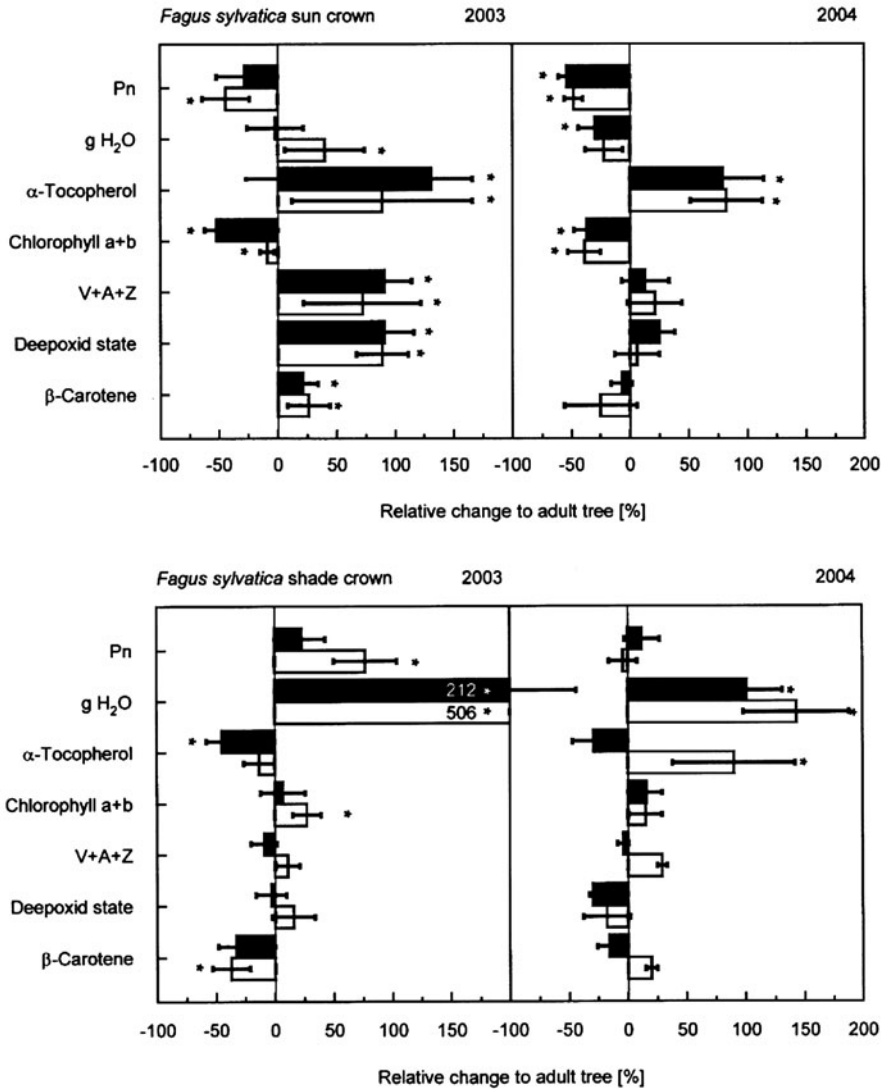 Fagus sylvatica sun crown 2003 2004
*
Pn *
*
*
g H₂O *
*
α-Tocopherol * *
* *
Chlorophyll a+b * *
* *
V+A+Z *
*
Deepoxid state *
*
β-Carotene *
*
-100 -50 0 50 100 150 -100 -50 0 50 100 150 200
Relative change to adult tree [%]
Fagus sylvatica shade crown 2003 2004
Pn *
g H₂O 212 * *
506 * *
α-Tocopherol * *
Chlorophyll a+b *
V+A+Z
Deepoxid state
β-Carotene *
-100 -50 0 50 100 150 -100 -50 0 50 100 150 200
Relative change to adult tree [%]